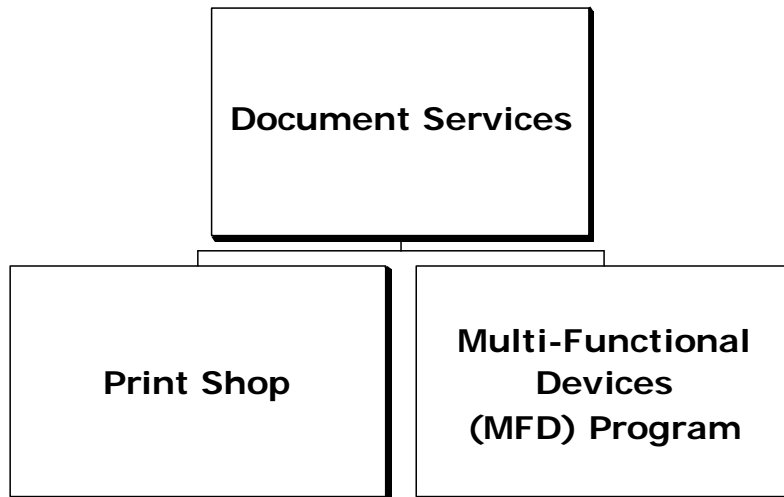 Document Services
Print Shop
Multi-Functional
Devices
(MFD) Program